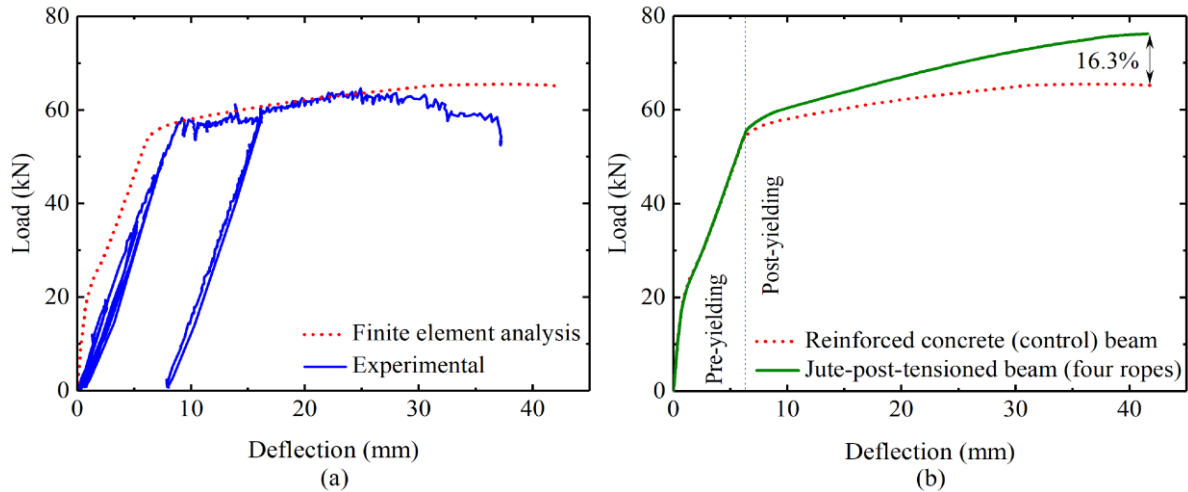 80
60
40
20
0
Load (kN)
Finite element analysis
Experimental
0
10
20
30
40
Deflection (mm)
(a)
80
60
40
20
0
Load (kN)
16.3%
Pre-yielding
Post-yielding
Reinforced concrete (control) beam
Jute-post-tensioned beam (four ropes)
0
10
20
30
40
Deflection (mm)
(b)